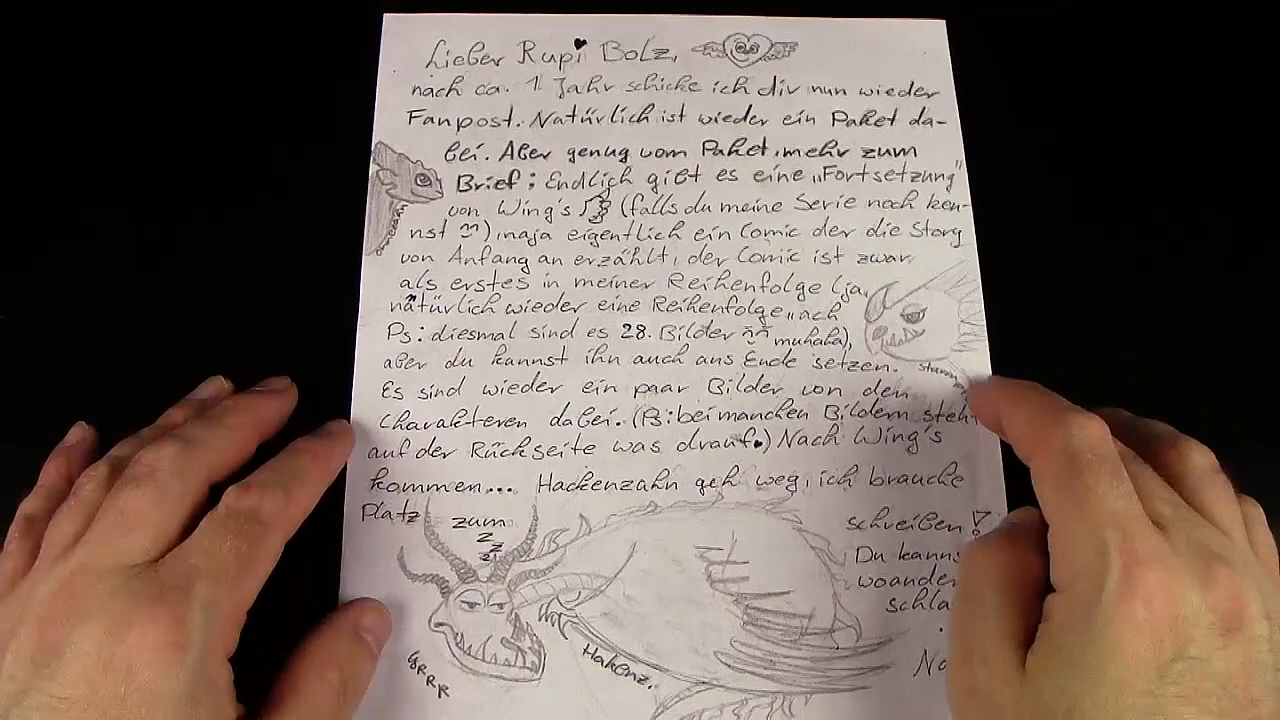 Lieber Rupi Bolz,
nach ca. 1 Jahr schicke ich dir nun wieder
Fanpost. Natürlich ist wieder ein Paket da-
bei. Aber genug vom Paket, mehr zum
Brief: Endlich gibt es eine „Fortsetzung"
von Wing's (falls du meine Serie noch ken-
nst ), naja eigentlich ein Comic der die Story
von Anfang an erzählt, der Comic ist zwar
als erstes in meiner Reihenfolge (ja,
natürlich wieder eine Reihenfolge
Ps: diesmal sind es 28. Bilder muhaha),
aber du kannst ihn auch ans Ende setzen.
Es sind wieder ein paar Bilder von den
Charakteren dabei. (Ps: bei manchen Bildern steht
auf der Rückseite was drauf.) Nach Wing's
kommen... Hackenzahn geh weg, ich brauche
Platz zum schreiben!
z
z
z
Du kanns
woander
schla
GRRR
Hakenz.
No